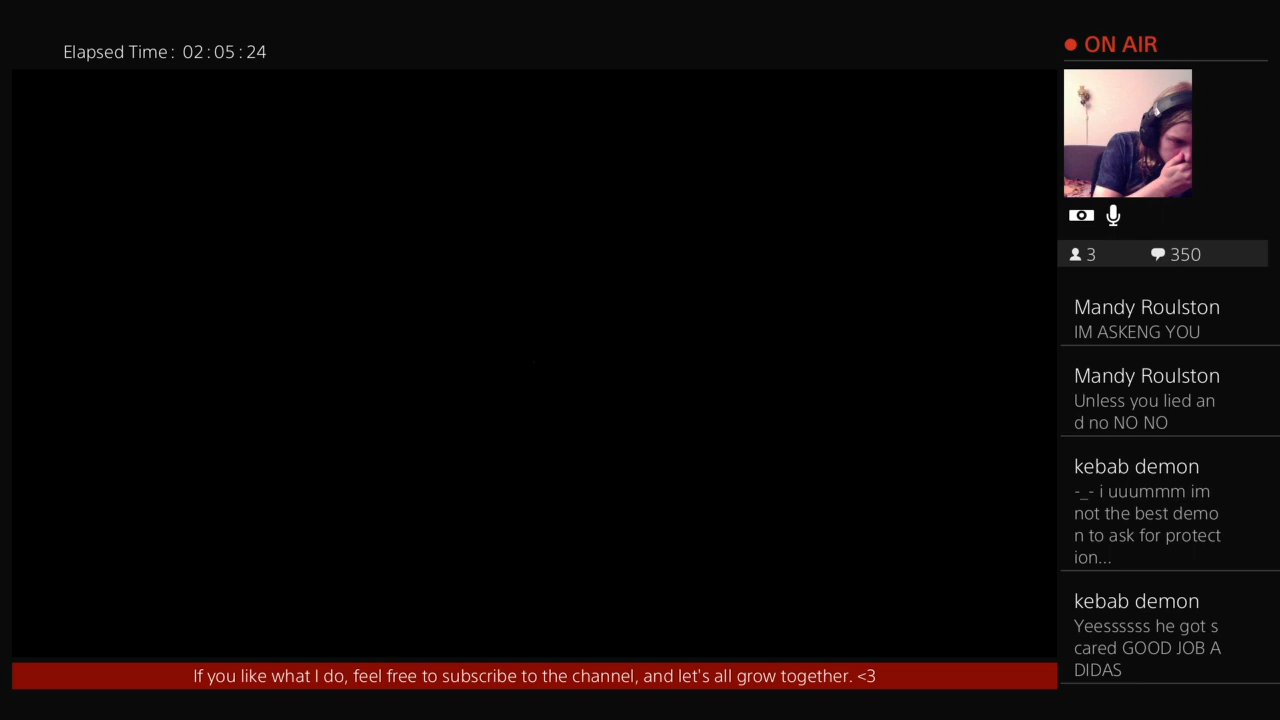 Elapsed Time: 02:05:24
ON AIR
3 350
Mandy Roulston
IM ASKENG YOU
Mandy Roulston
Unless you lied an
d no NO NO
kebab demon
-_- i uuummm im
not the best demo
n to ask for protect
ion...
kebab demon
Yeessssss he got s
cared GOOD JOB A
DIDAS
If you like what I do, feel free to subscribe to the channel, and let's all grow together. <3